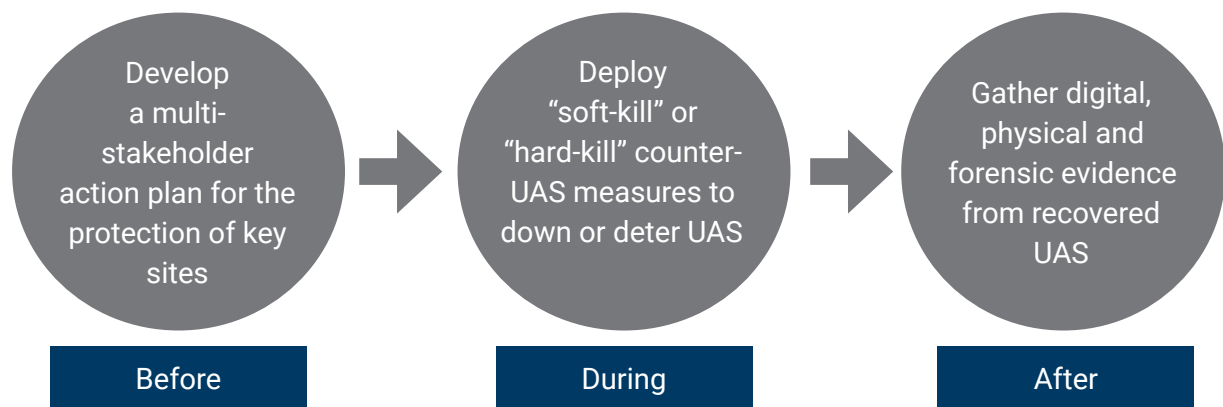 Develop
a multi-
stakeholder
action plan for the
protection of key
sites
Deploy
“soft-kill” or
“hard-kill” counter-
UAS measures to
down or deter UAS
Gather digital,
physical and
forensic evidence
from recovered
UAS
Before
During
After